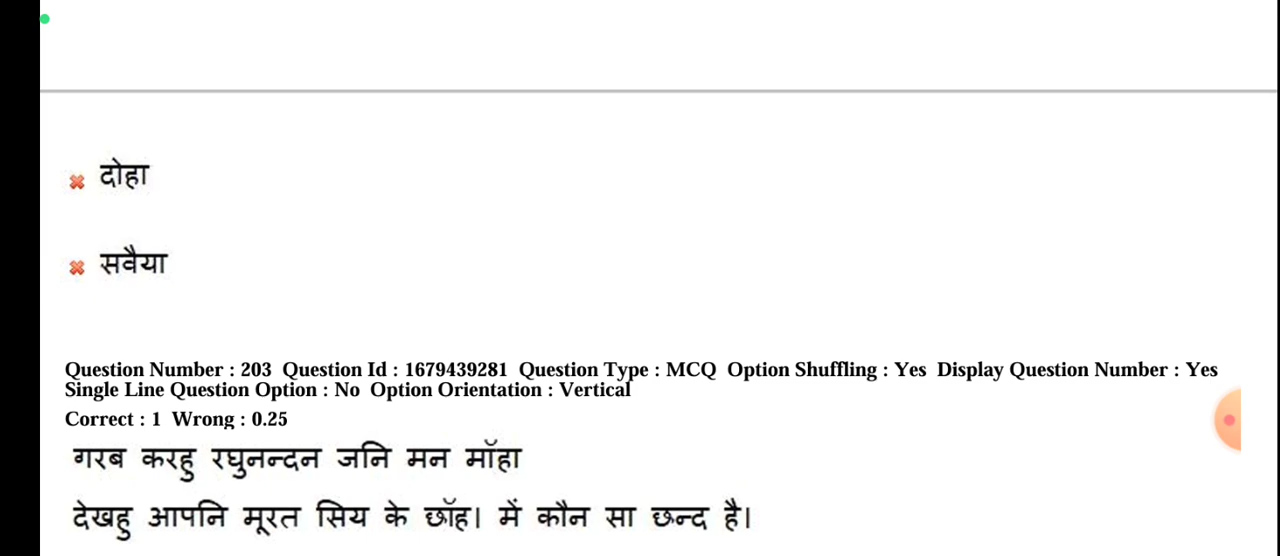 दोहा
सवैया
Question Number : 203 Question Id : 1679439281 Question Type : MCQ Option Shuffling : Yes Display Question Number : Yes
Single Line Question Option : No Option Orientation : Vertical
Correct : 1 Wrong : 0.25
गरब करहु रघुनन्दन जनि मन मॉहा
देखहु आपनि मूरत सिय के छॉह। में कौन सा छन्द है।